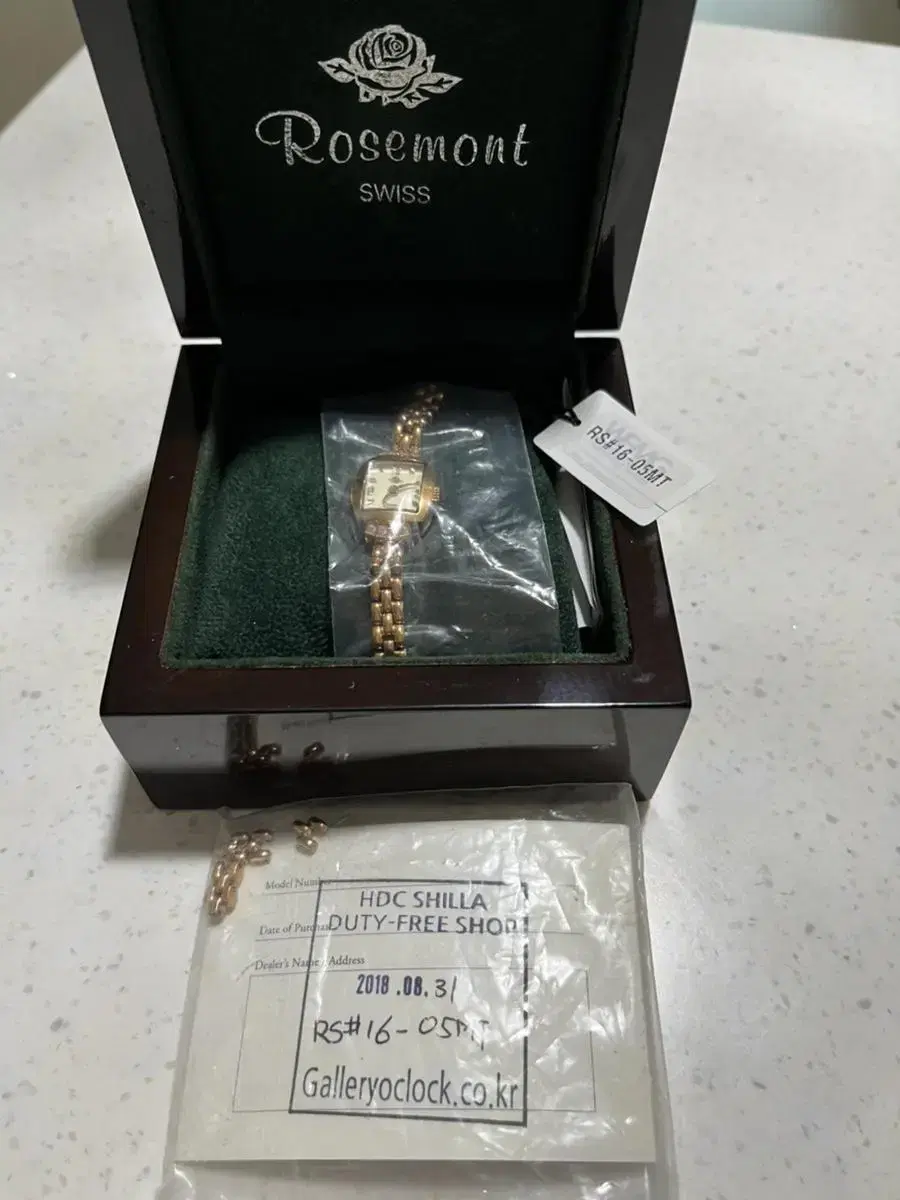 Rosemont
SWISS
RS#16-05MT
Model Number
HDC SHILLA
Date of Purchas
DUTY-FREE SHOP
Dealer's Name / Address
2018.08.31
RS#16-05MT
Galleryoclock.co.kr